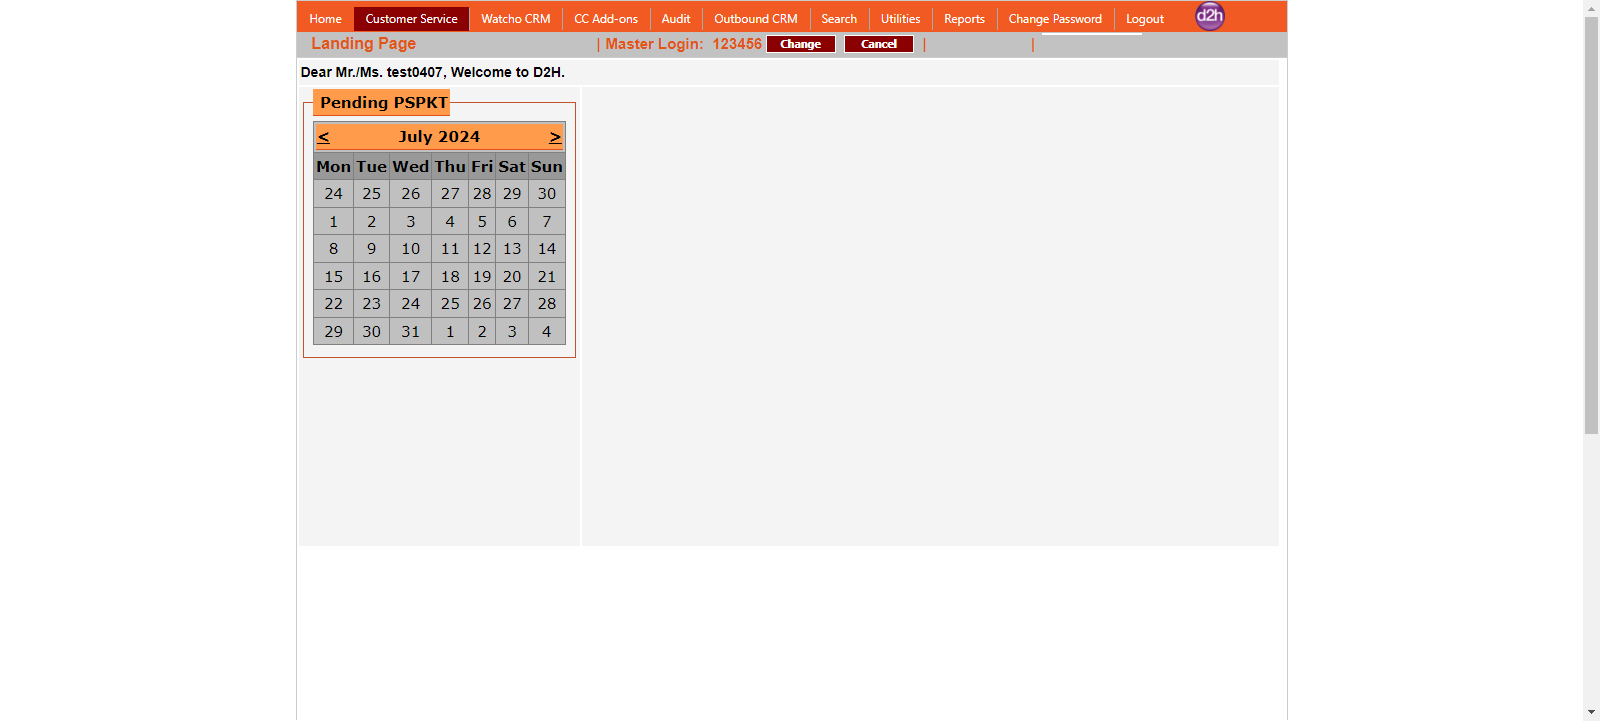 Home Customer Service Watcho CRM CC Add-ons Audit Outbound CRM Search Utilities Reports Change Password Logout d2h
Landing Page | Master Login: 123456 Change Cancel | |
Dear Mr./Ms. test0407, Welcome to D2H.
Pending PSPKT
< July 2024 >
Mon Tue Wed Thu Fri Sat Sun
24 25 26 27 28 29 30
1 2 3 4 5 6 7
8 9 10 11 12 13 14
15 16 17 18 19 20 21
22 23 24 25 26 27 28
29 30 31 1 2 3 4